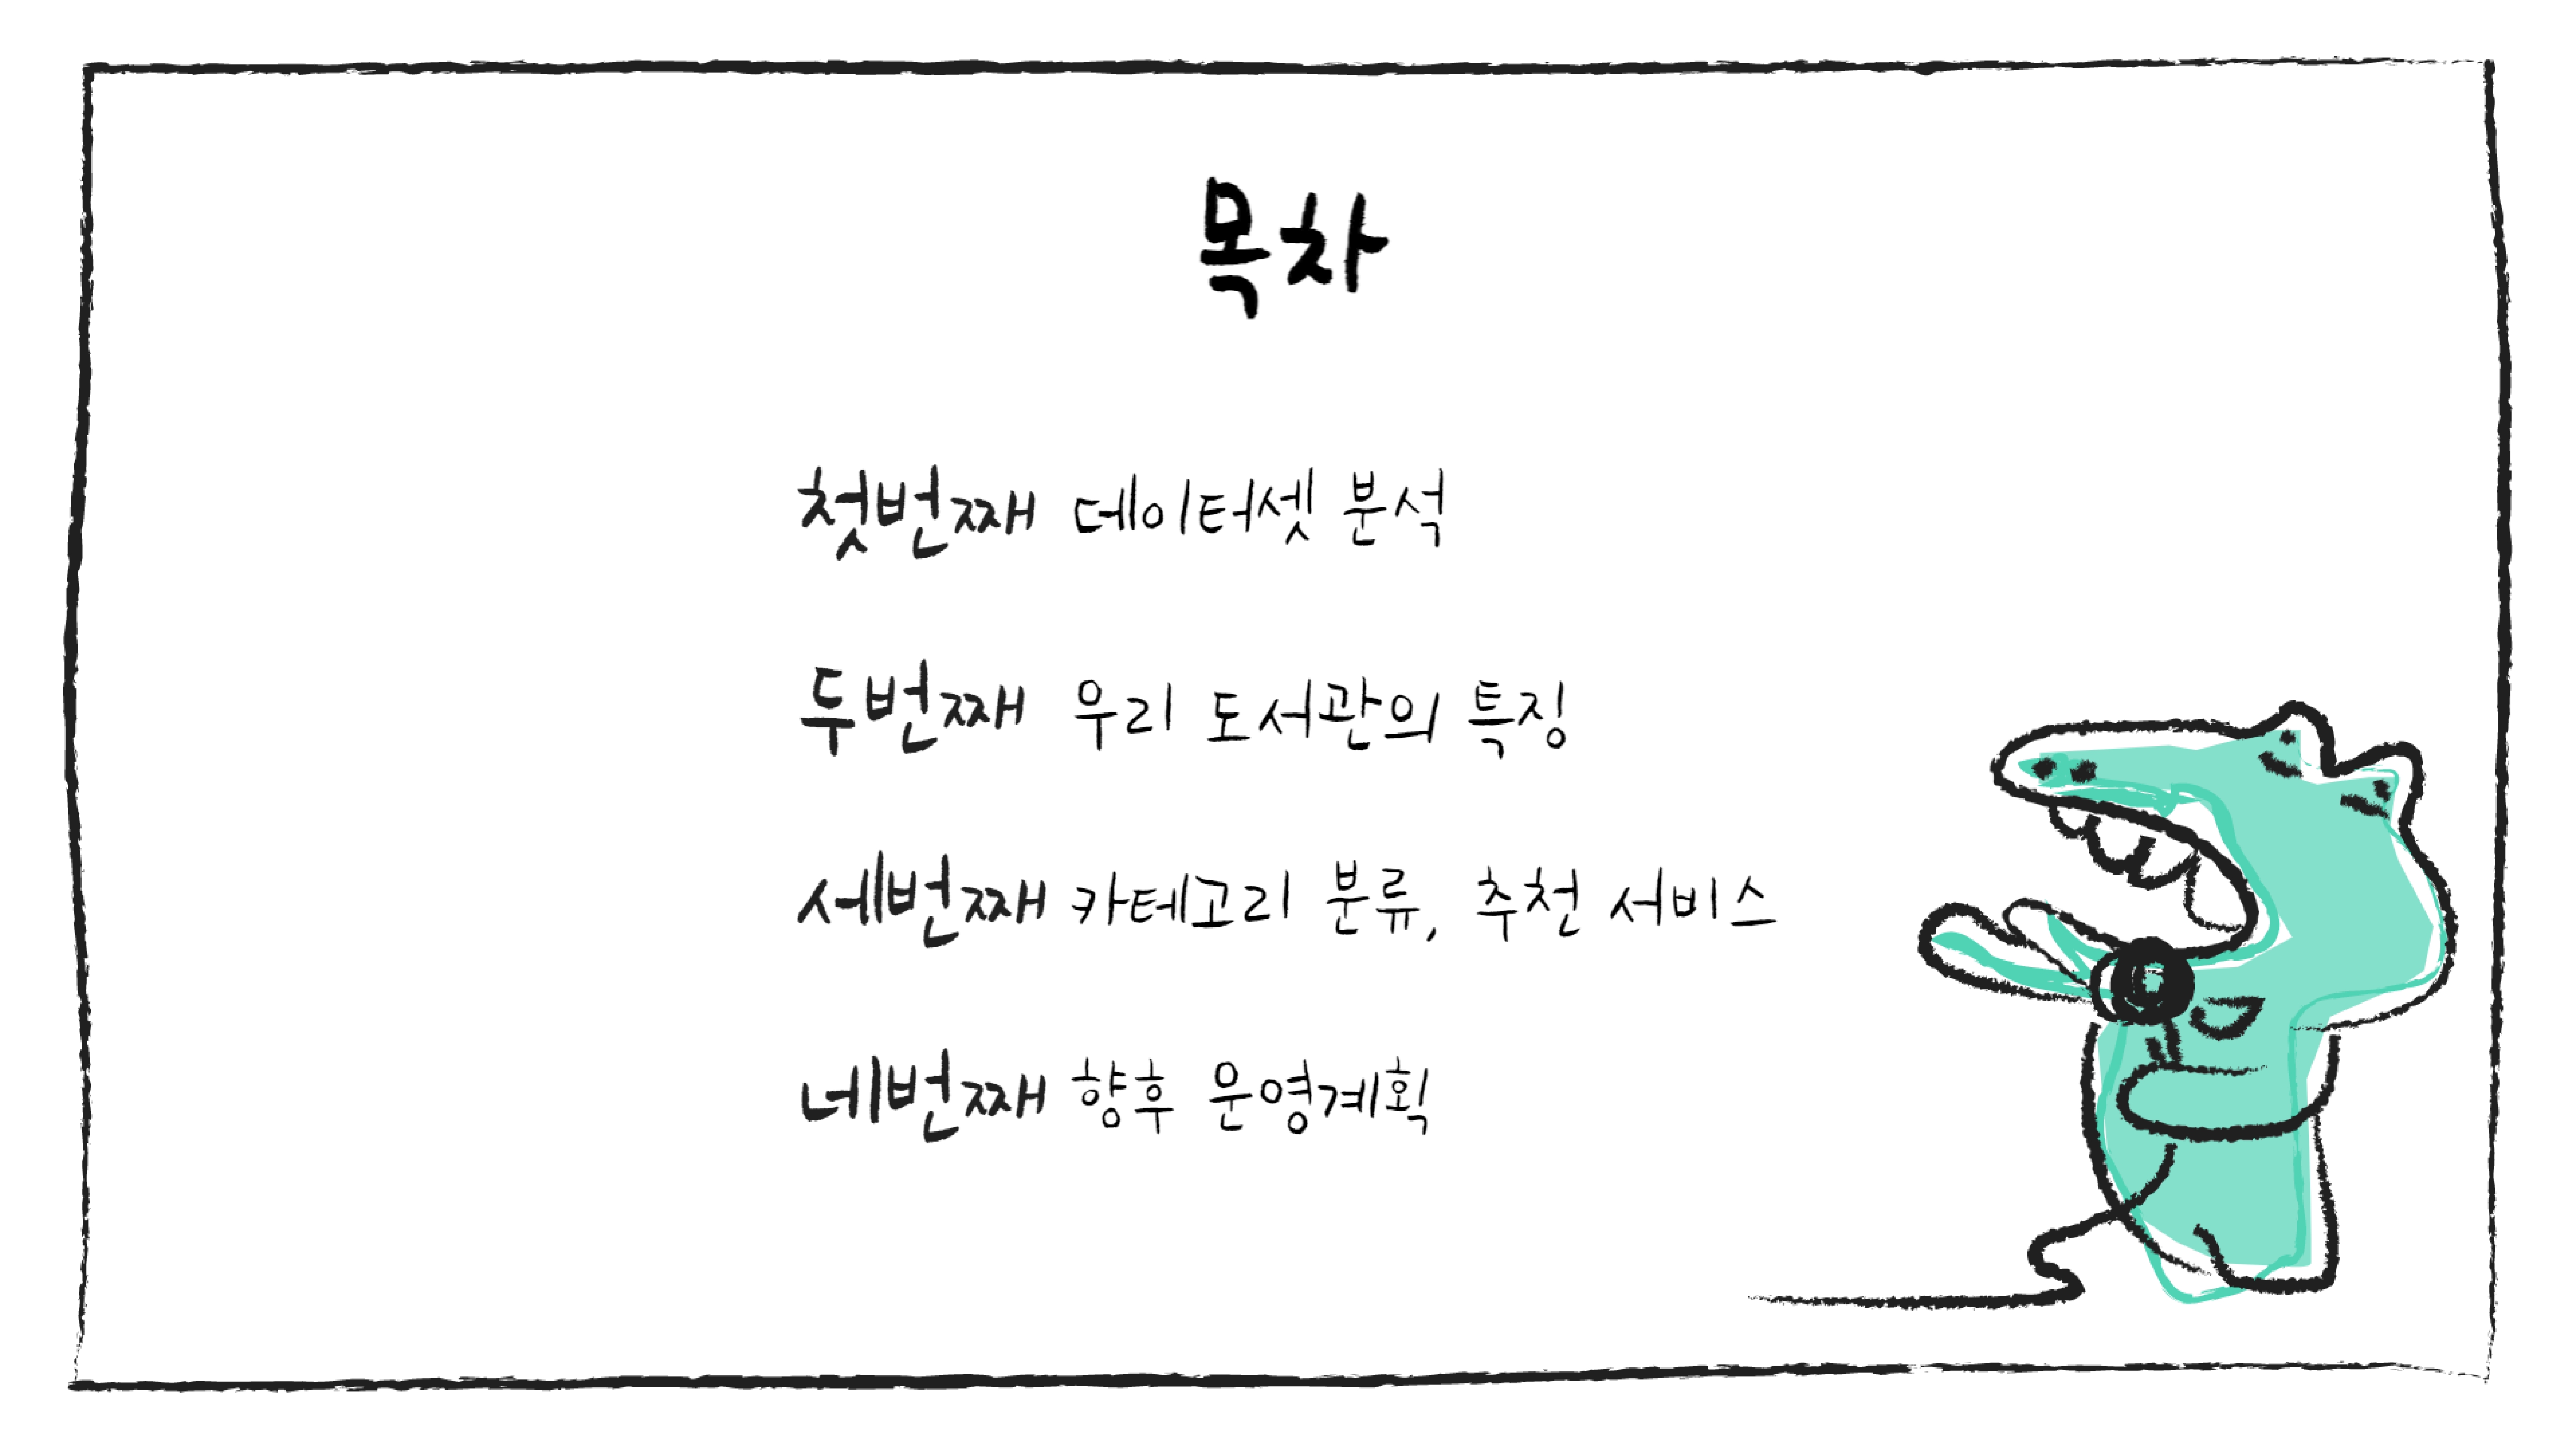 목차
첫번째 데이터셋 분석
두번째 우리 도서관의 특징
세번째 카테고리 분류, 추천 서비스
네번째 향후 운영계획